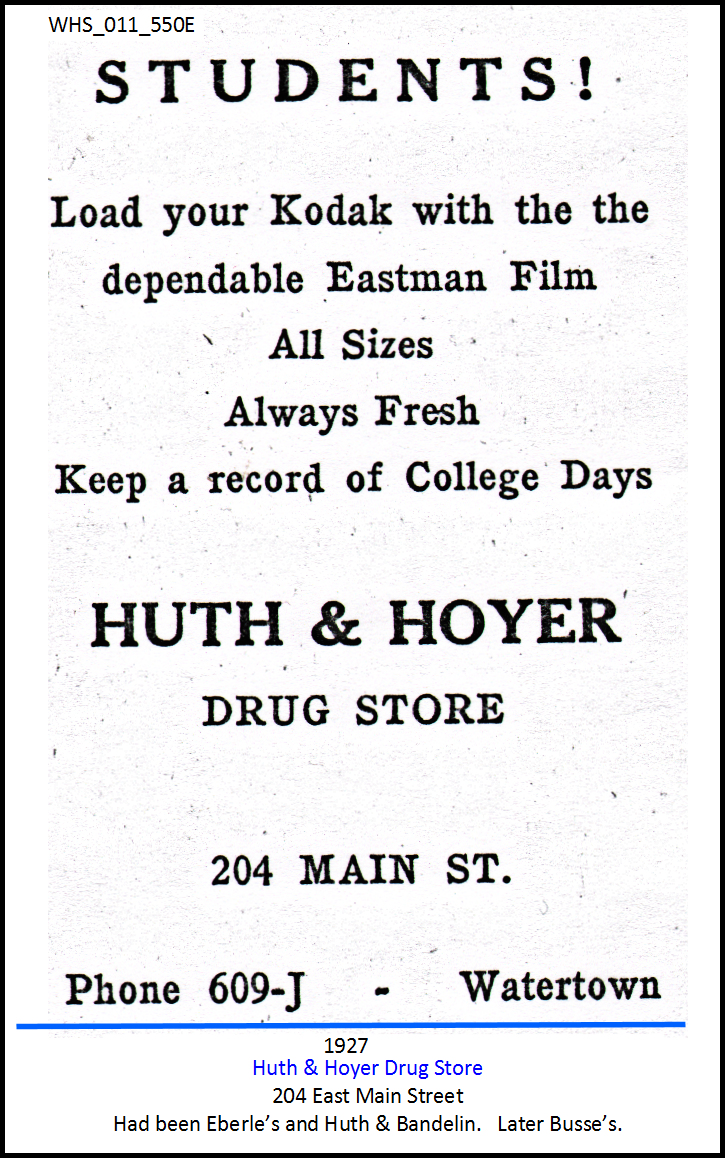 WHS_011_550E
STUDENTS!
Load your Kodak with the the
dependable Eastman Film
All Sizes
Always Fresh
Keep a record of College Days
HUTH & HOYER
DRUG STORE
204 MAIN ST.
Phone 609-J - Watertown
1927
Huth & Hoyer Drug Store
204 East Main Street
Had been Eberle’s and Huth & Bandelin. Later Busse’s.